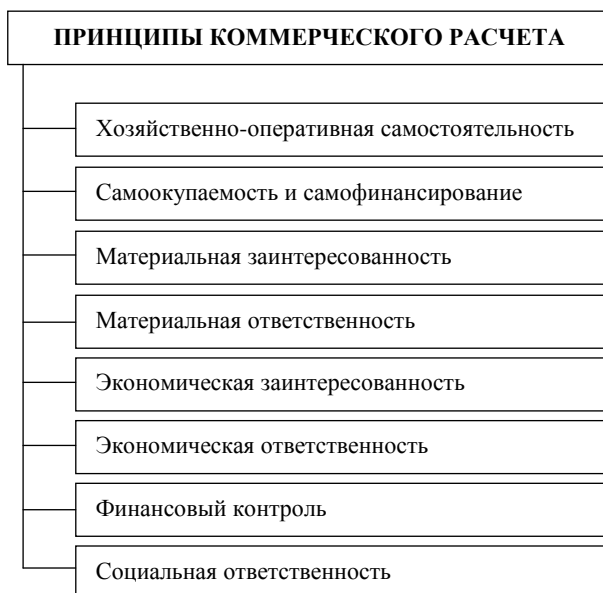 ПРИНЦИПЫ КОММЕРЧЕСКОГО РАСЧЕТА
Хозяйственно-оперативная самостоятельность
Самоокупаемость и самофинансирование
Материальная заинтересованность
Материальная ответственность
Экономическая заинтересованность
Экономическая ответственность
Финансовый контроль
Социальная ответственность